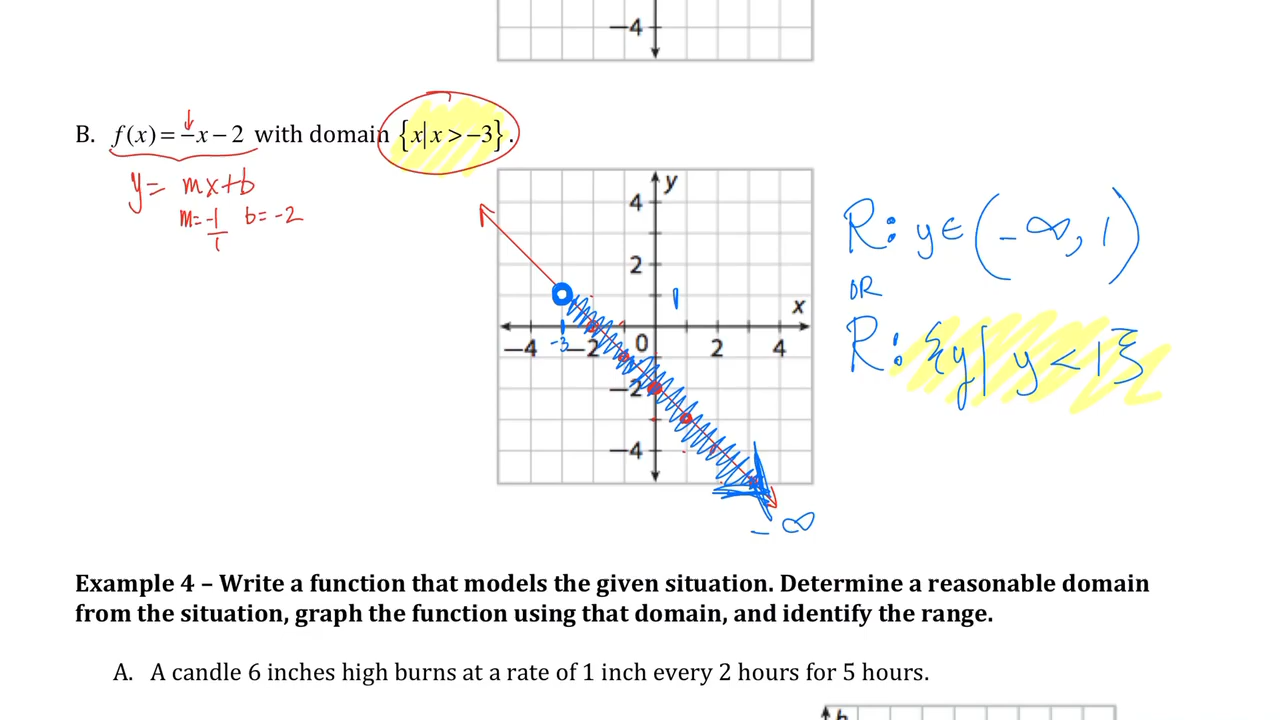 −4
B. f(x) = −x − 2 with domain {x|x > −3}.
y = mx+b
m = -1/1 b = -2
y
4
2
1
x
−4 -3 −2 0 2 4
−2
−4
-∞
R: y∈(-∞, 1)
OR
R: {y| y < 1}
Example 4 – Write a function that models the given situation. Determine a reasonable domain
from the situation, graph the function using that domain, and identify the range.
A. A candle 6 inches high burns at a rate of 1 inch every 2 hours for 5 hours.
h